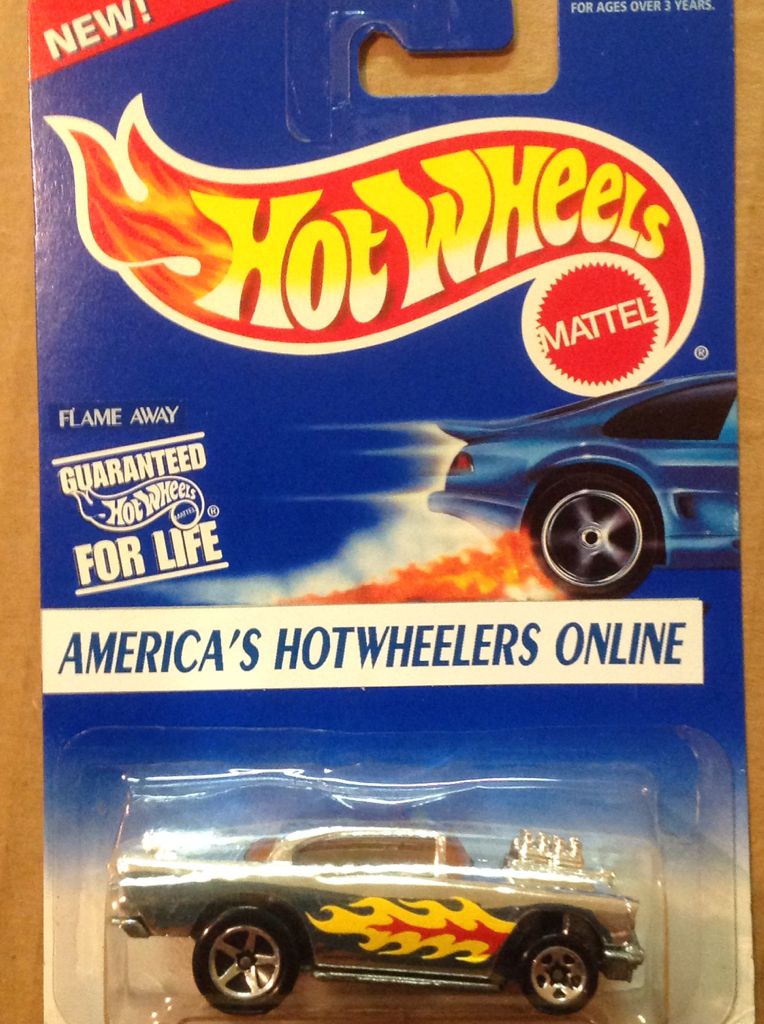 NEW!
FOR AGES OVER 3 YEARS.
HOT WHEELS
MATTEL
®
FLAME AWAY
GUARANTEED
HOT WHEELS
MATTEL
®
FOR LIFE
AMERICA'S HOTWHEELERS ONLINE